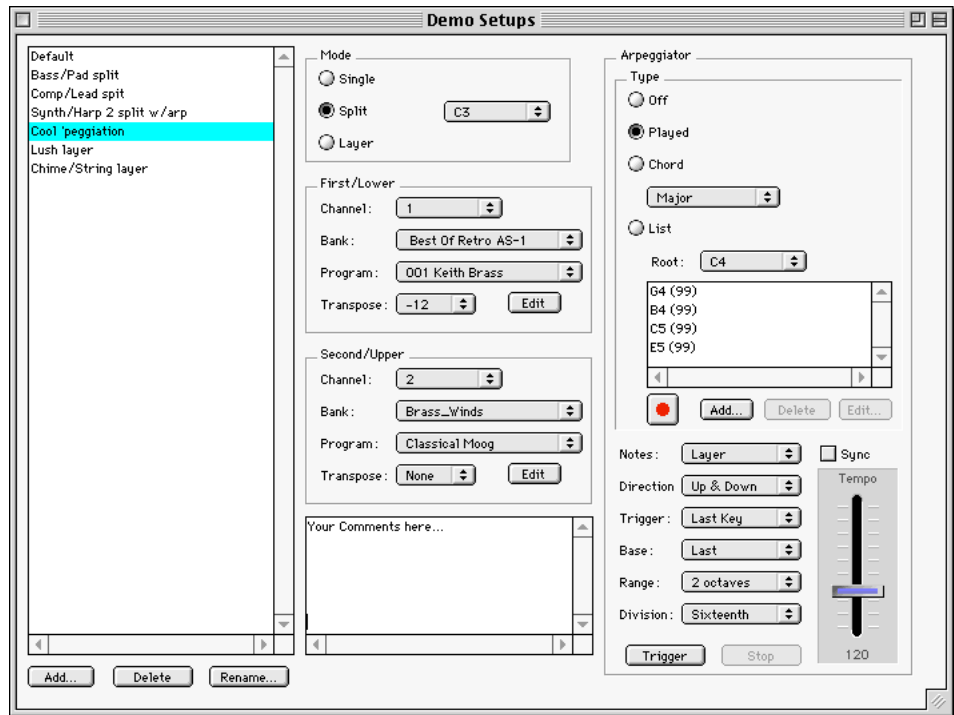 Demo Setups
Default
Bass/Pad split
Comp/Lead spit
Synth/Harp 2 split w/arp
Cool 'peggiation
Lush layer
Chime/String layer
Add...
Delete
Rename...
Mode
Single
Split
C3
Layer
First/Lower
Channel: 1
Bank: Best Of Retro AS-1
Program: 001 Keith Brass
Transpose: -12
Edit
Second/Upper
Channel: 2
Bank: Brass_Winds
Program: Classical Moog
Transpose: None
Edit
Your Comments here...
Arpeggiator
Type
Off
Played
Chord
Major
List
Root: C4
G4 (99)
B4 (99)
C5 (99)
E5 (99)
Add...
Delete
Edit...
Notes: Layer
Direction Up & Down
Trigger: Last Key
Base: Last
Range: 2 octaves
Division: Sixteenth
Trigger
Stop
Sync
Tempo
120